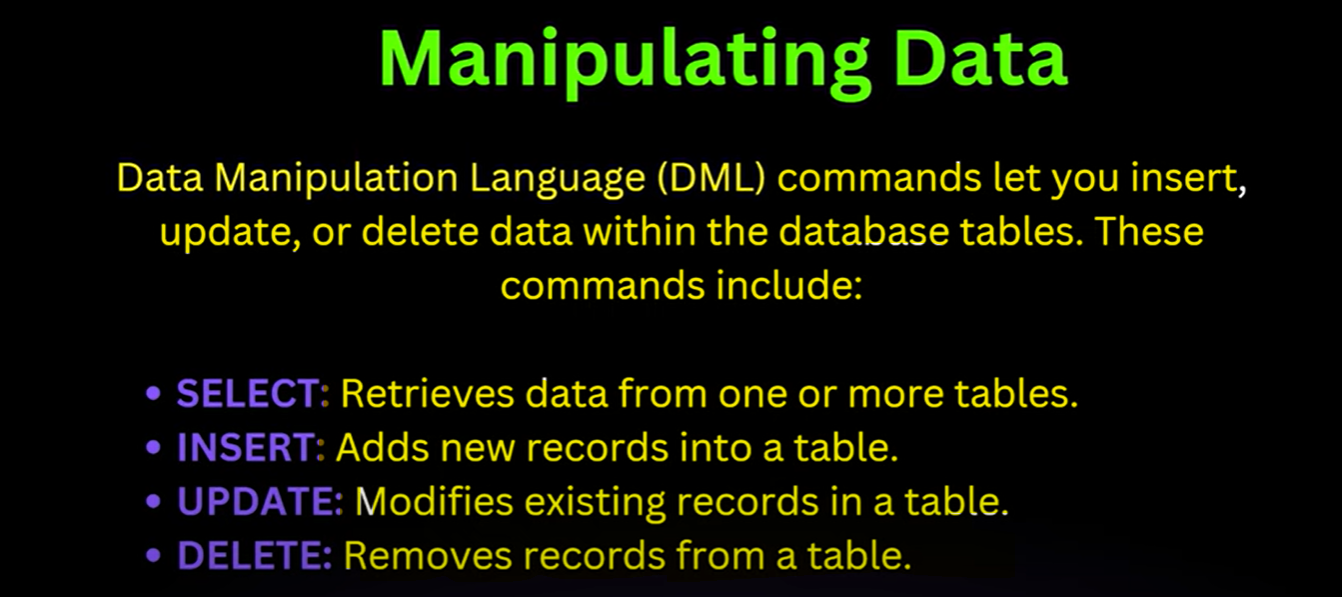 Manipulating Data
Data Manipulation Language (DML) commands let you insert,
update, or delete data within the database tables. These
commands include:
• SELECT: Retrieves data from one or more tables.
• INSERT: Adds new records into a table.
• UPDATE: Modifies existing records in a table.
• DELETE: Removes records from a table.